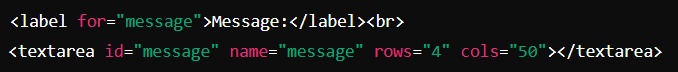 <label for="message">Message:</label><br>
<textarea id="message" name="message" rows="4" cols="50"></textarea>